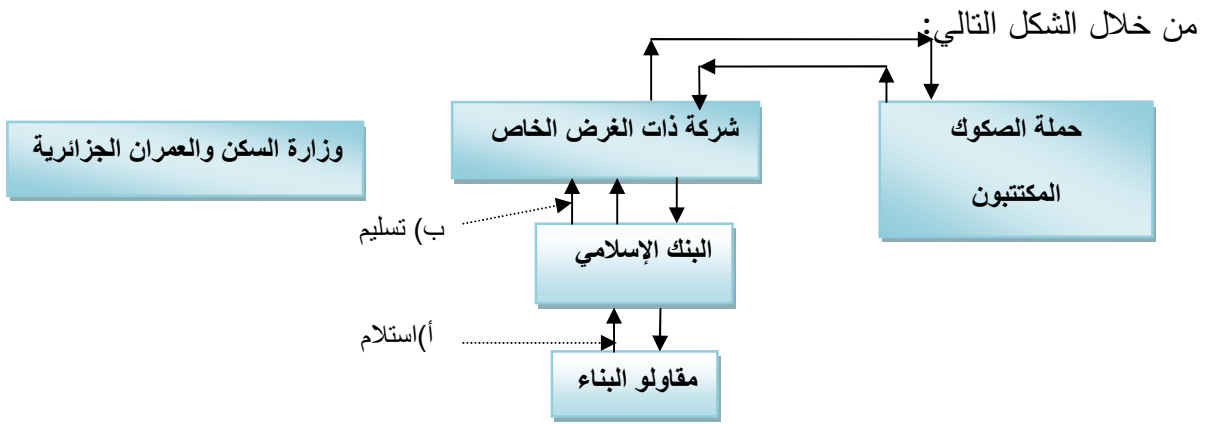 من خلال الشكل التالي:
حملة الصكوك
المكتتبون
شركة ذات الغرض الخاص
وزارة السكن والعمران الجزائرية
ب) تسليم
البنك الإسلامي
أ)استلام
مقاولو البناء